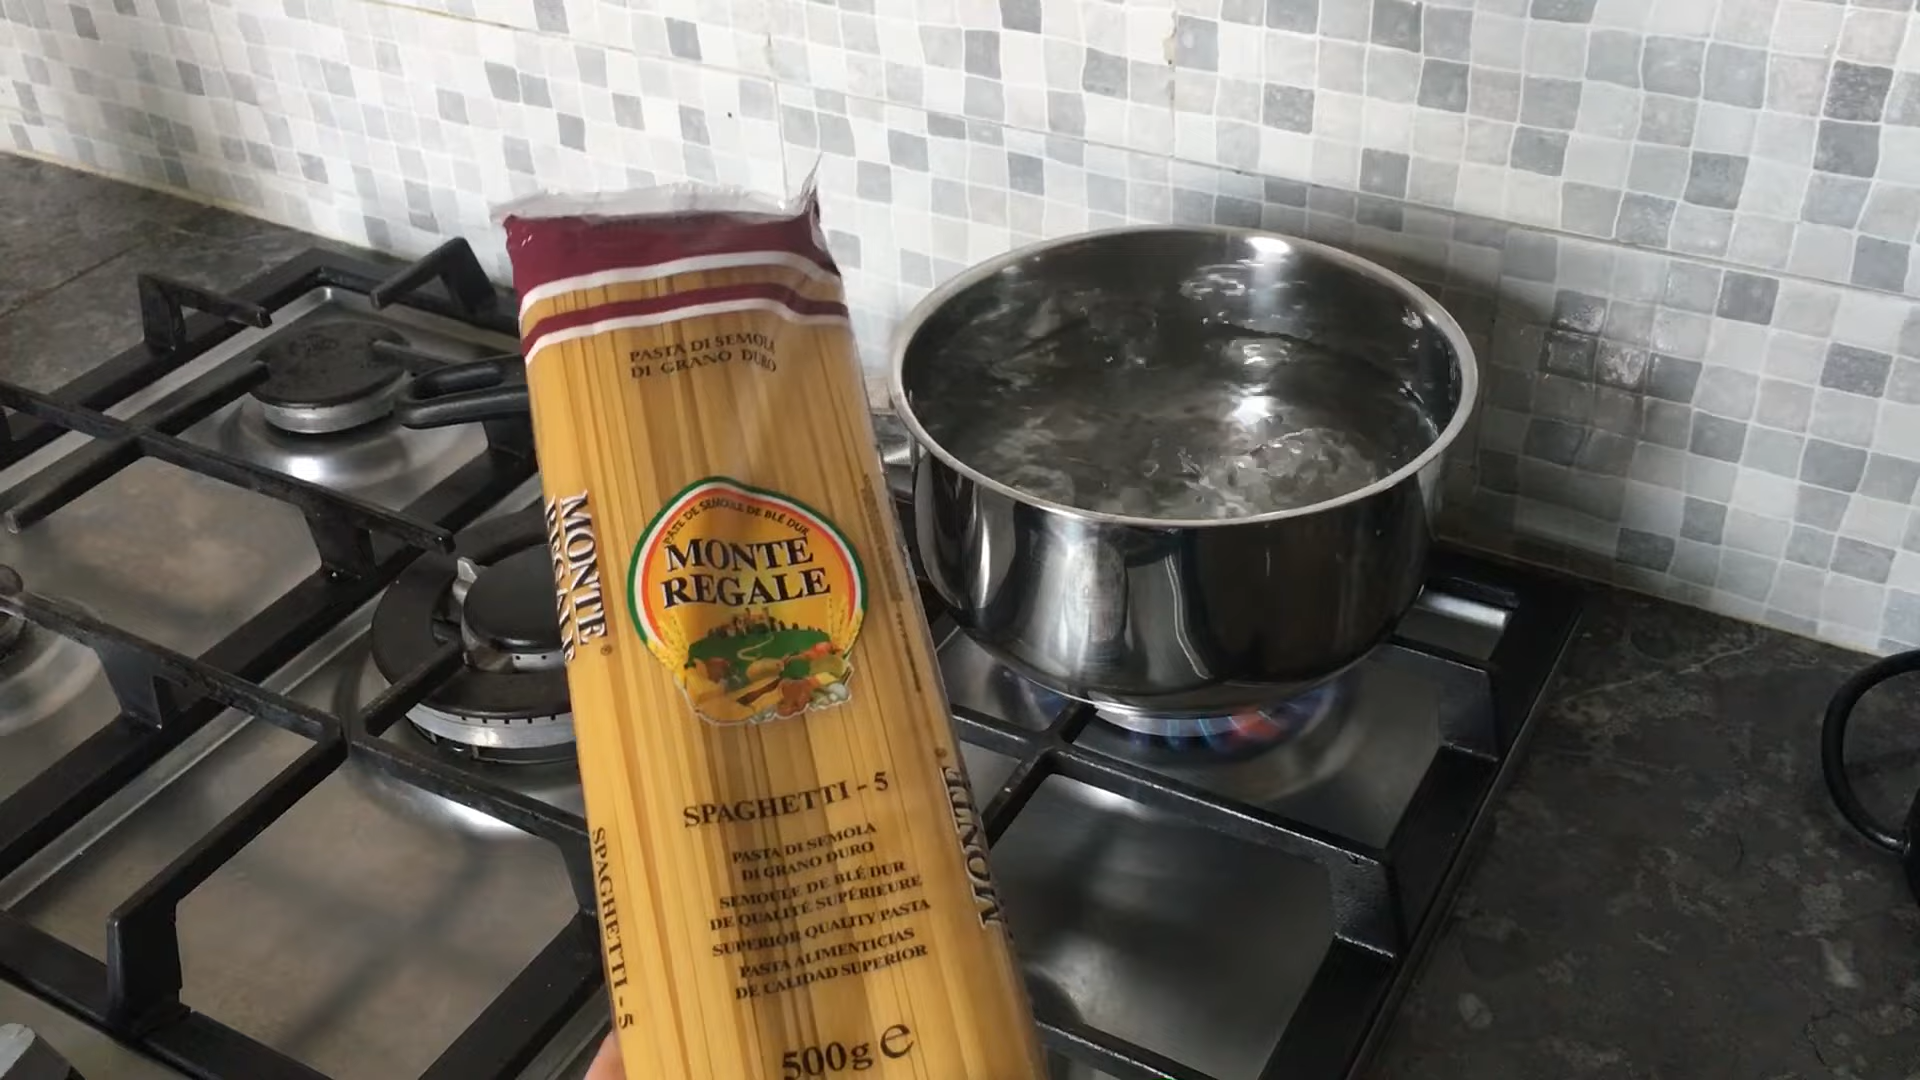 PASTA DI SEMOLA
DI GRANO DURO
PÂTE DE SEMOULE DE BLÉ DUR
MONTE
REGALE
MONTE
REGALE
®
SPAGHETTI - 5
PASTA DI SEMOLA
DI GRANO DURO
SEMOULE DE BLÉ DUR
DE QUALITÉ SUPÉRIEURE
SUPERIOR QUALITY PASTA
PASTA ALIMENTICIAS
DE CALIDAD SUPERIOR
500g e
SPAGHETTI - 5
MONTE
®